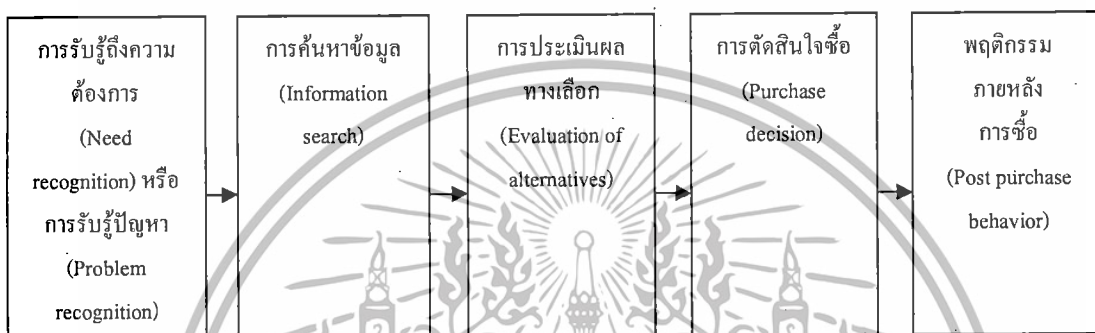 การรับรู้ถึงความ
ต้องการ
(Need
recognition) หรือ
การรับรู้ปัญหา
(Problem
recognition)
การค้นหาข้อมูล
(Information
search)
การประเมินผล
ทางเลือก
(Evaluation of
alternatives)
การตัดสินใจซื้อ
(Purchase
decision)
พฤติกรรม
ภายหลัง
การซื้อ
(Post purchase
behavior)